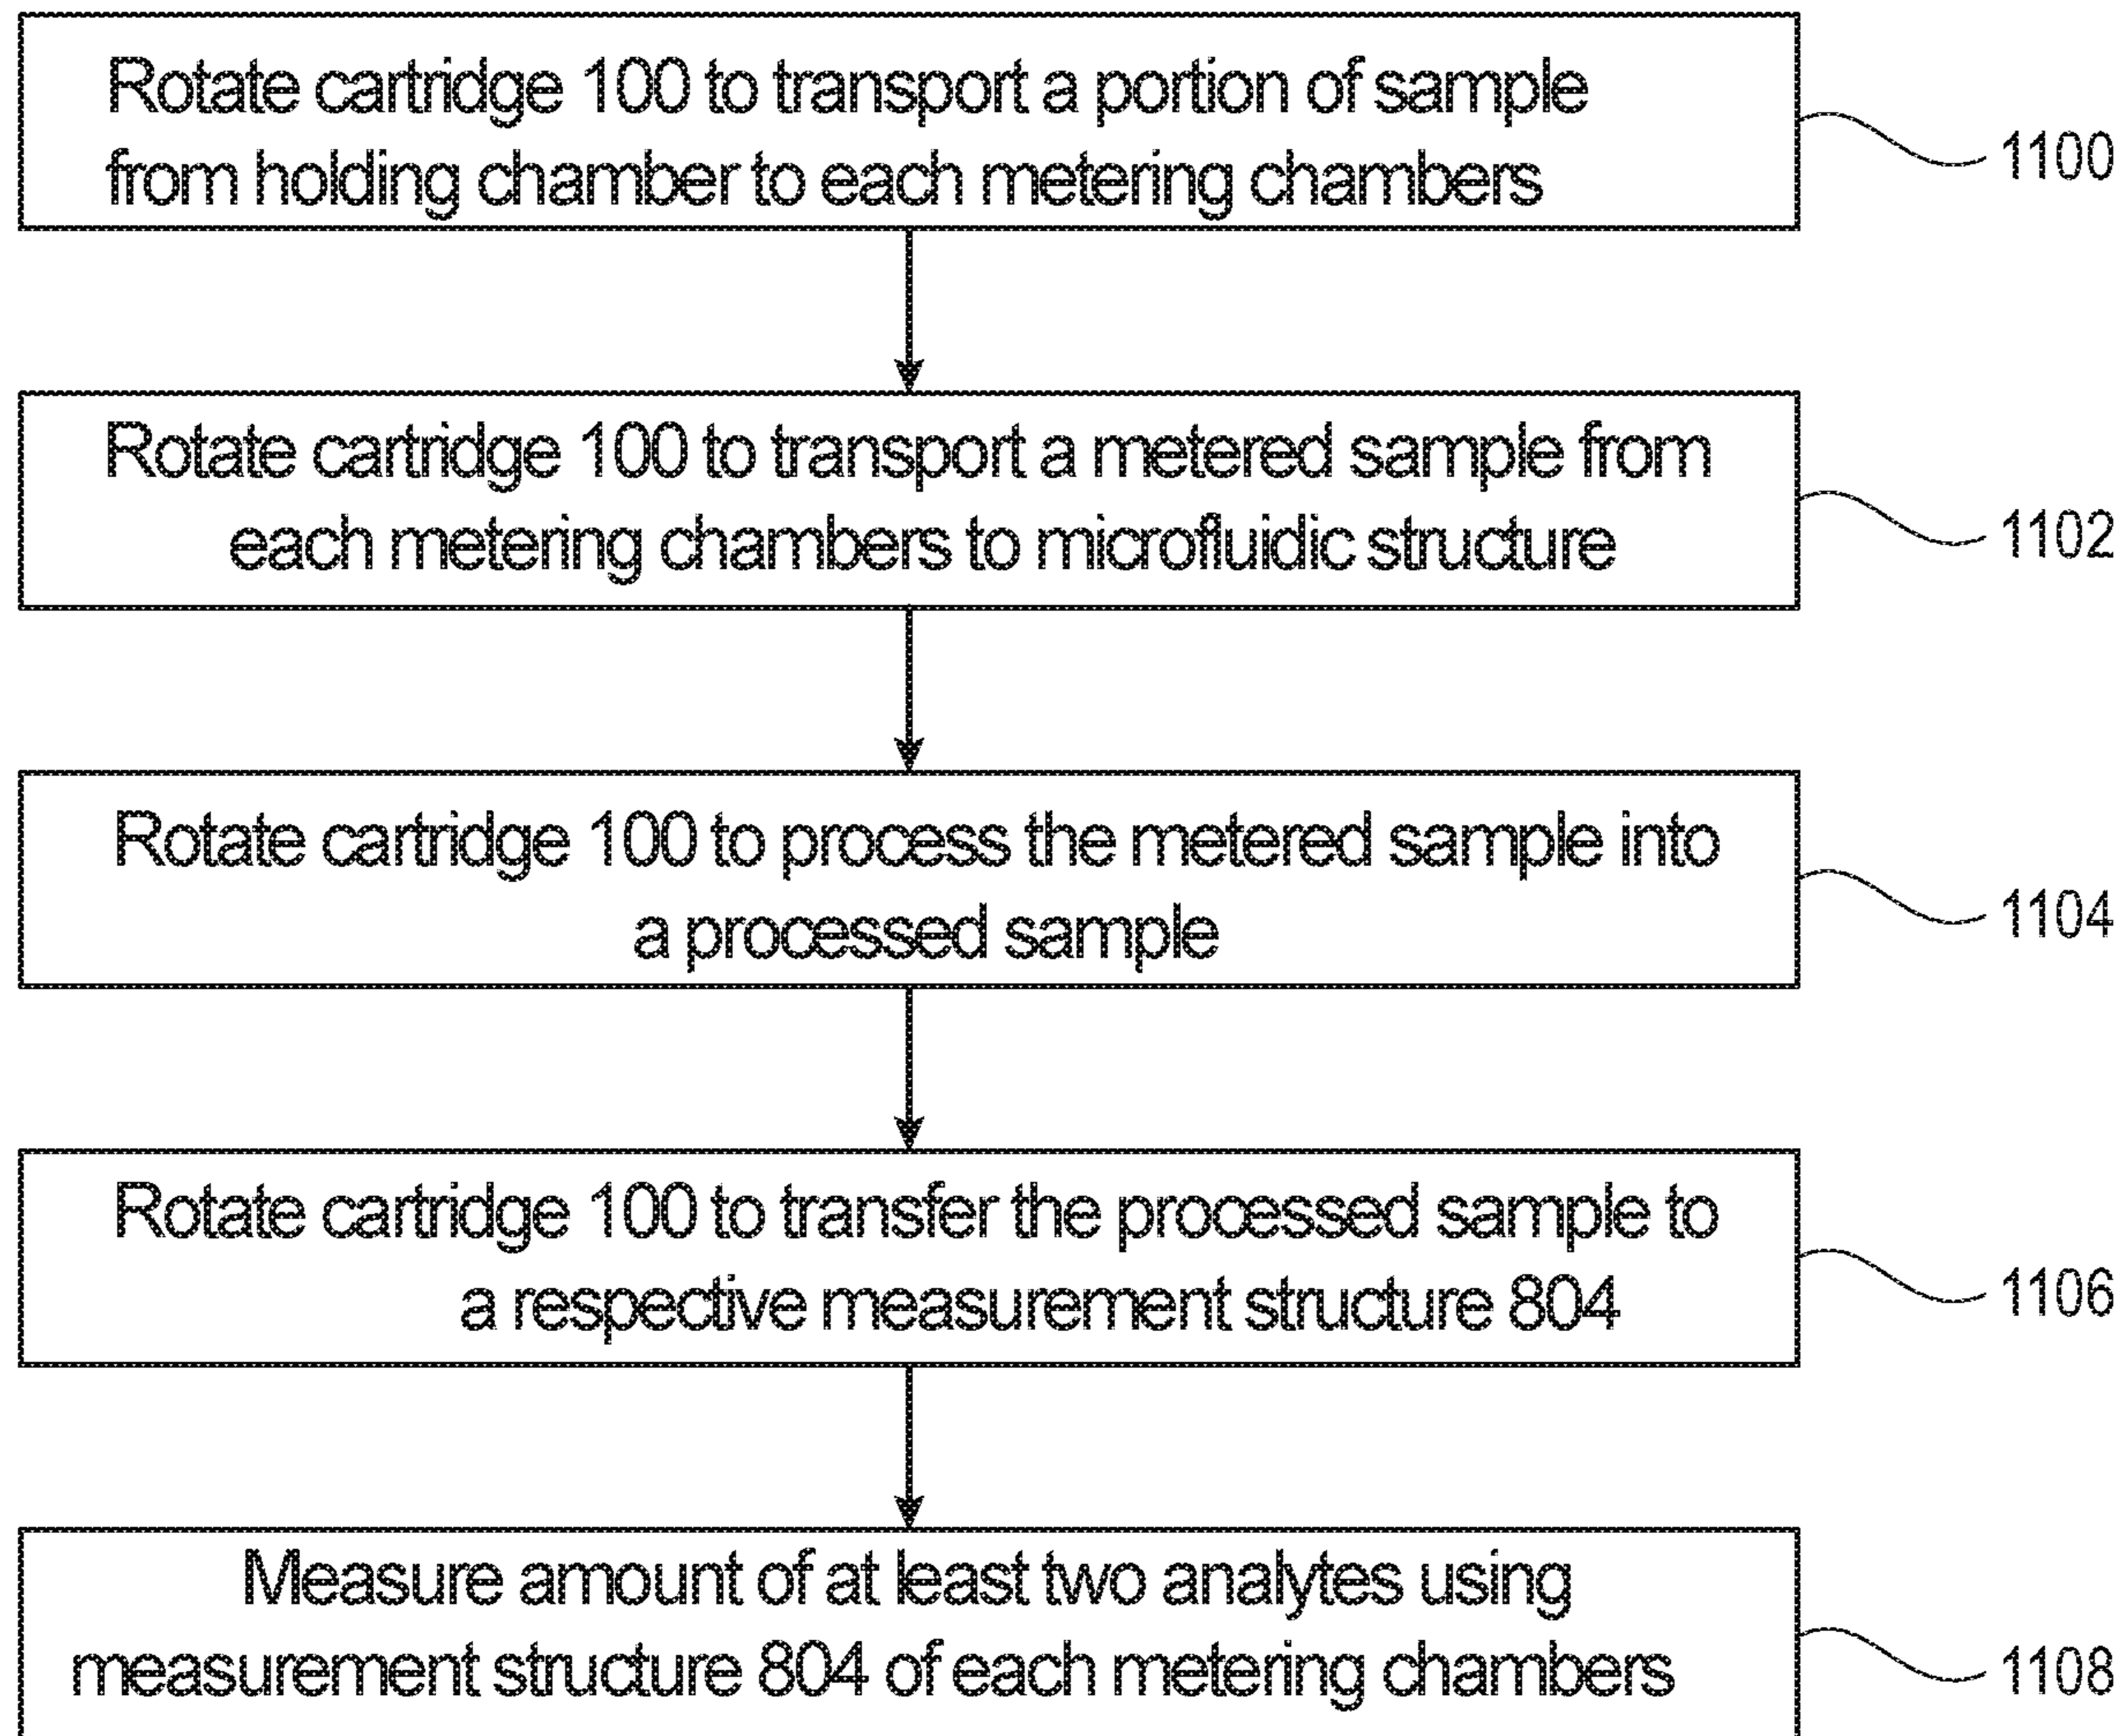 Rotate cartridge 100 to transport a portion of sample
from holding chamber to each metering chambers
1100
Rotate cartridge 100 to transport a metered sample from
each metering chambers to microfluidic structure
1102
Rotate cartridge 100 to process the metered sample into
a processed sample
1104
Rotate cartridge 100 to transfer the processed sample to
a respective measurement structure 804
1106
Measure amount of at least two analytes using
measurement structure 804 of each metering chambers
1108